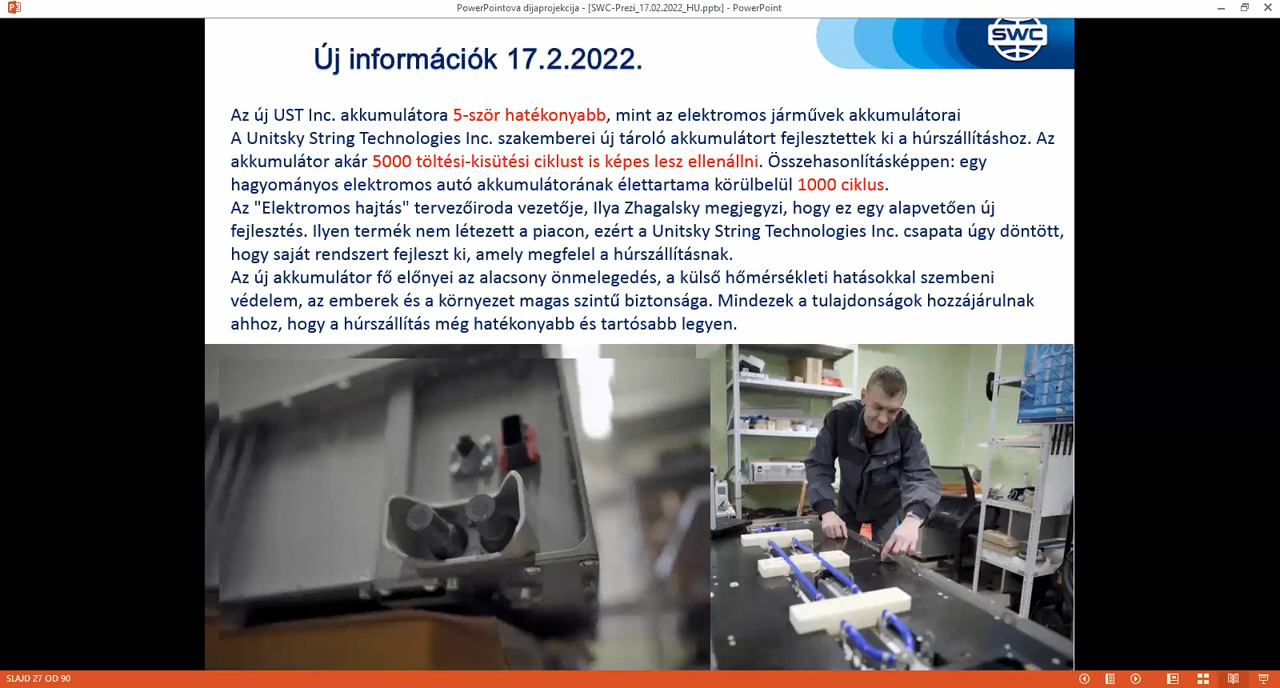 PowerPointova dijaprojekcija - [SWC-Prezi_17.02.2022_HU.pptx] - PowerPoint
SWC
Új információk 17.2.2022.
Az új UST Inc. akkumulátora 5-ször hatékonyabb, mint az elektromos járművek akkumulátorai
A Unitsky String Technologies Inc. szakemberei új tároló akkumulátort fejlesztettek ki a húrszállításhoz. Az
akkumulátor akár 5000 töltési-kisütési ciklust is képes lesz ellenállni. Összehasonlításképpen: egy
hagyományos elektromos autó akkumulátorának élettartama körülbelül 1000 ciklus.
Az "Elektromos hajtás" tervezőiroda vezetője, Ilya Zhagalsky megjegyzi, hogy ez egy alapvetően új
fejlesztés. Ilyen termék nem létezett a piacon, ezért a Unitsky String Technologies Inc. csapata úgy döntött,
hogy saját rendszert fejleszt ki, amely megfelel a húrszállításnak.
Az új akkumulátor fő előnyei az alacsony önmelegedés, a külső hőmérsékleti hatásokkal szembeni
védelem, az emberek és a környezet magas szintű biztonsága. Mindezek a tulajdonságok hozzájárulnak
ahhoz, hogy a húrszállítás még hatékonyabb és tartósabb legyen.
SLAJD 27 OD 90